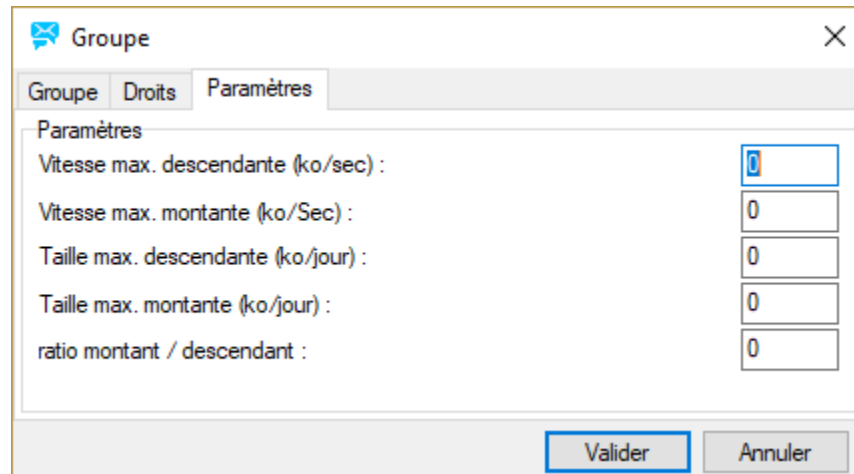 Groupe
Groupe Droits Paramètres
Paramètres
Vitesse max. descendante (ko/sec) : 0
Vitesse max. montante (ko/Sec) : 0
Taille max. descendante (ko/jour) : 0
Taille max. montante (ko/jour) : 0
ratio montant / descendant : 0
Valider Annuler